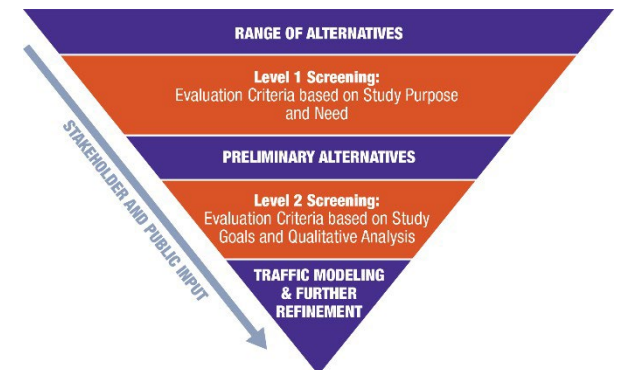 RANGE OF ALTERNATIVES
Level 1 Screening:
Evaluation Criteria based on Study Purpose
and Need
PRELIMINARY ALTERNATIVES
Level 2 Screening:
Evaluation Criteria based on Study
Goals and Qualitative Analysis
TRAFFIC MODELING
& FURTHER
REFINEMENT
STAKEHOLDER AND PUBLIC INPUT